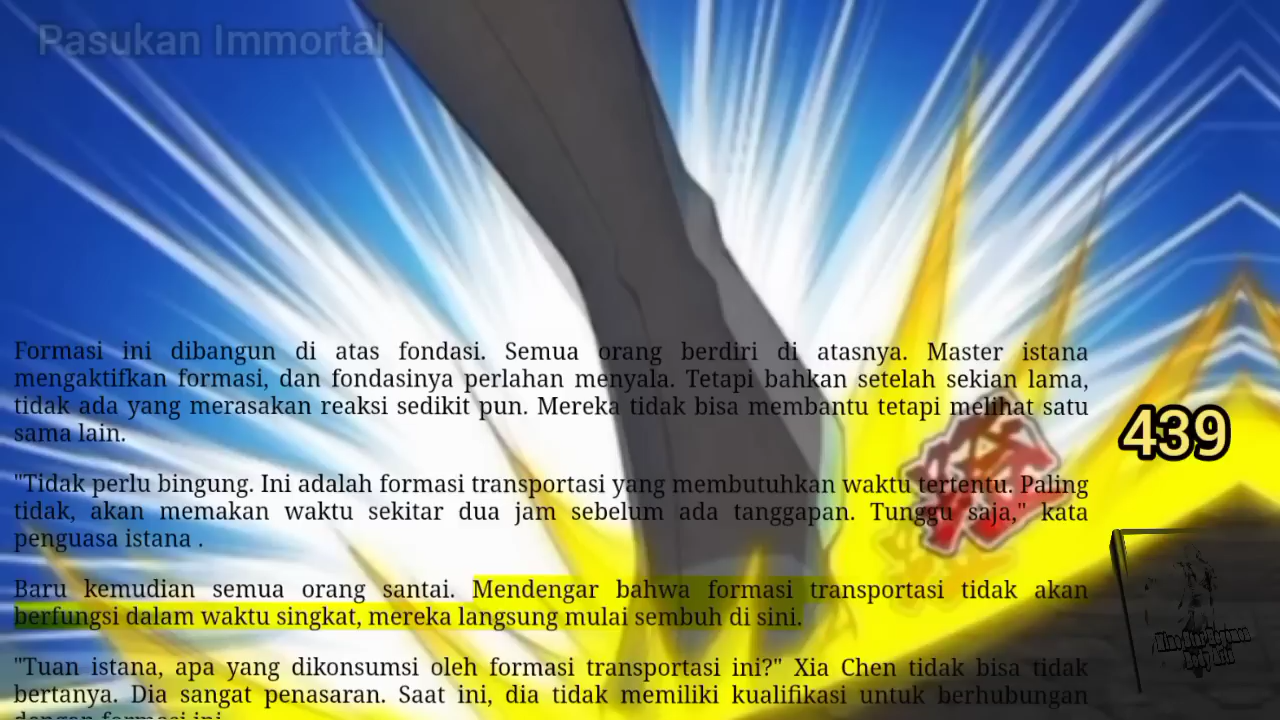 Pasukan Immortal
Formasi ini dibangun di atas fondasi. Semua orang berdiri di atasnya. Master istana
mengaktifkan formasi, dan fondasinya perlahan menyala. Tetapi bahkan setelah sekian lama,
tidak ada yang merasakan reaksi sedikit pun. Mereka tidak bisa membantu tetapi melihat satu
sama lain.
"Tidak perlu bingung. Ini adalah formasi transportasi yang membutuhkan waktu tertentu. Paling
tidak, akan memakan waktu sekitar dua jam sebelum ada tanggapan. Tunggu saja," kata
penguasa istana .
Baru kemudian semua orang santai. Mendengar bahwa formasi transportasi tidak akan
berfungsi dalam waktu singkat, mereka langsung mulai sembuh di sini.
"Tuan istana, apa yang dikonsumsi oleh formasi transportasi ini?" Xia Chen tidak bisa tidak
bertanya. Dia sangat penasaran. Saat ini, dia tidak memiliki kualifikasi untuk berhubungan
dengan formasi ini.
439